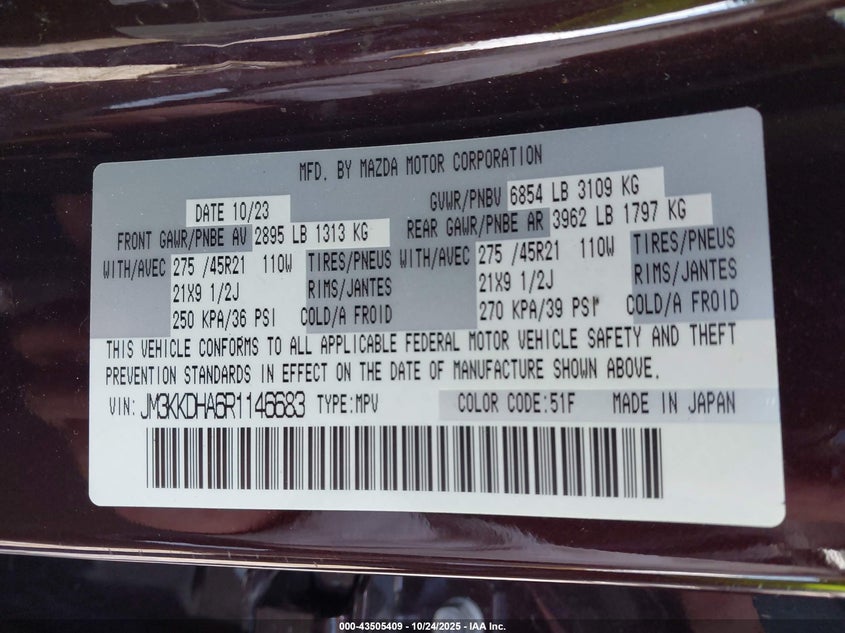 MFD. BY MAZDA MOTOR CORPORATION
DATE 10/23 GVWR/PNBV 6854 LB 3109 KG
FRONT GAWR/PNBE AV 2895 LB 1313 KG REAR GAWR/PNBE AR 3962 LB 1797 KG
WITH/AVEC 275 /45R21 110W TIRES/PNEUS WITH/AVEC 275 /45R21 110W TIRES/PNEUS
21X9 1/2J RIMS/JANTES 21X9 1/2J RIMS/JANTES
250 KPA/36 PSI COLD/A FROID 270 KPA/39 PSI COLD/A FROID
THIS VEHICLE CONFORMS TO ALL APPLICABLE FEDERAL MOTOR VEHICLE SAFETY AND THEFT
PREVENTION STANDARDS IN EFFECT ON THE DATE OF MANUFACTURE SHOWN ABOVE.
VIN: JM3KKDHA6R1146683 TYPE:MPV COLOR CODE:51F MADE IN JAPAN
000-43505409 - 10/24/2025 - IAA Inc.